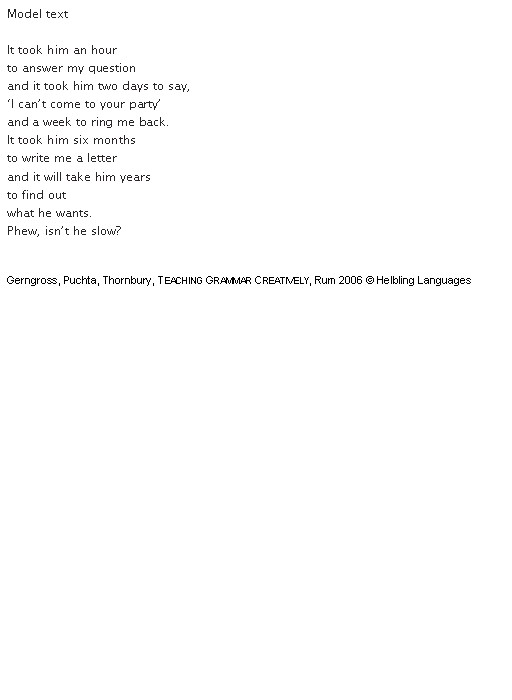 Model text
It took him an hour
to answer my question
and it took him two days to say,
‘I can’t come to your party’
and a week to ring me back.
It took him six months
to write me a letter
and it will take him years
to find out
what he wants.
Phew, isn’t he slow?
Gerngross, Puchta, Thornbury, TEACHING GRAMMAR CREATIVELY, Rum 2006 © Helbling Languages